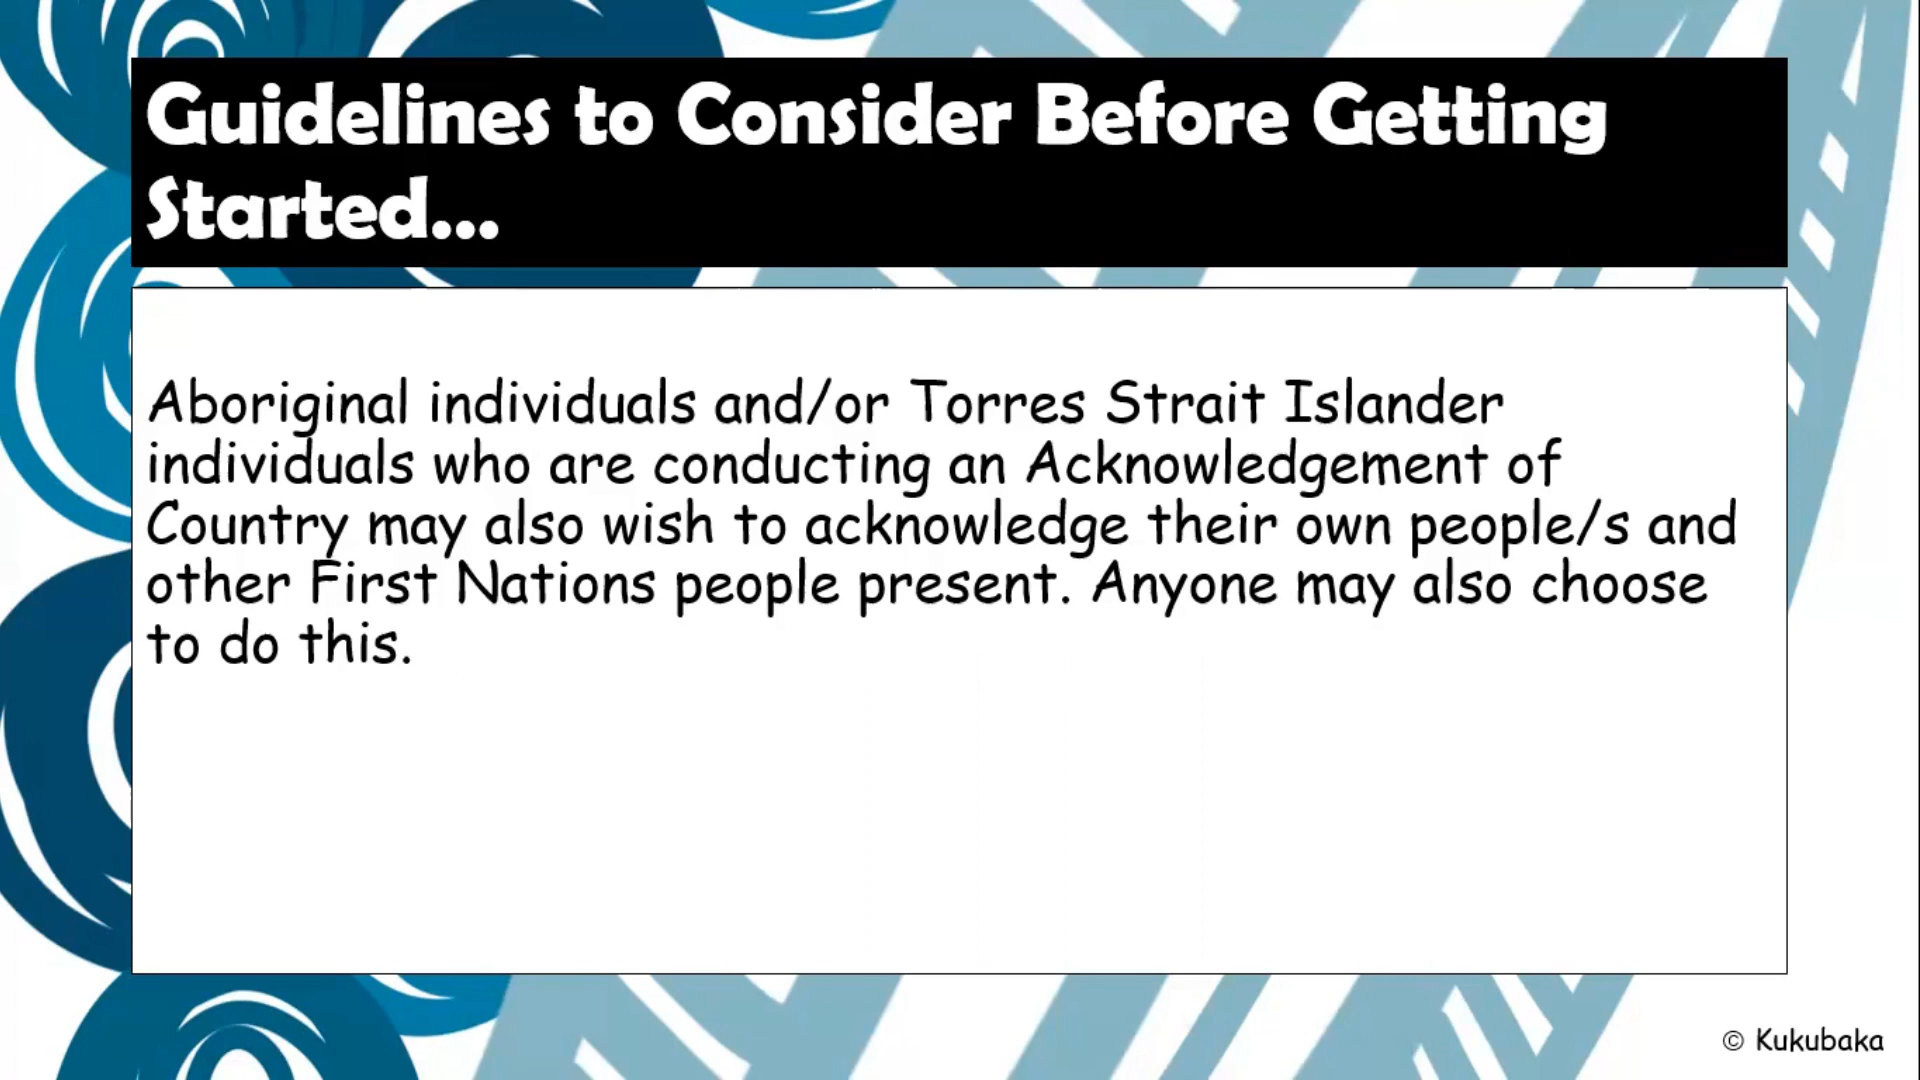 Guidelines to Consider Before Getting
Started...
Aboriginal individuals and/or Torres Strait Islander
individuals who are conducting an Acknowledgement of
Country may also wish to acknowledge their own people/s and
other First Nations people present. Anyone may also choose
to do this.
© Kukubaka